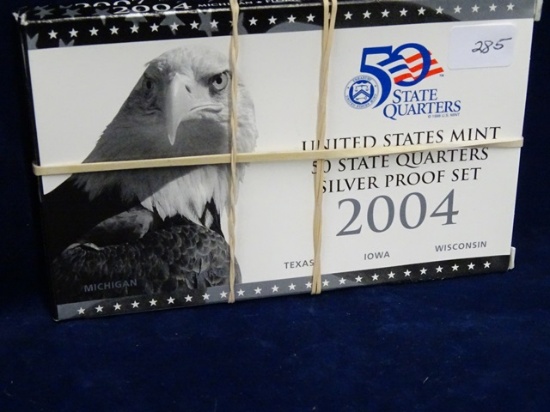 2004
MICHIGAN
285
50
STATE
QUARTERS
UNITED STATES MINT
50 STATE QUARTERS
SILVER PROOF SET
2004
MICHIGAN
TEXAS
IOWA
WISCONSIN